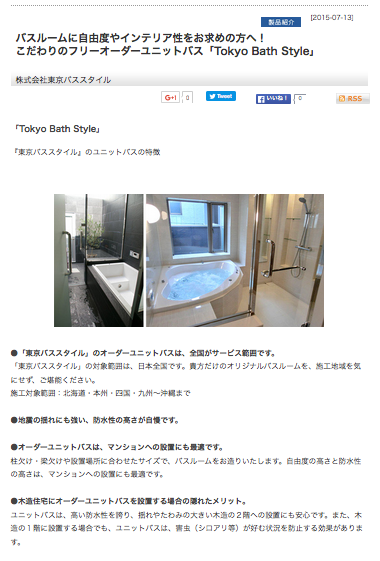 [2015-07-13]
製品紹介
バスルームに自由度やインテリア性をお求めの方へ！
こだわりのフリーオーダーユニットバス「Tokyo Bath Style」
株式会社東京バススタイル
G+1 0 Tweet いいね！ 0 RSS
「Tokyo Bath Style」
『東京バススタイル』のユニットバスの特徴
●「東京バススタイル」のオーダーユニットバスは、全国がサービス範囲です。
「東京バススタイル」の対象範囲は、日本全国です。貴方だけのオリジナルバスルームを、施工地域を気
にせず、ご堪能ください。
施工対象範囲：北海道・本州・四国・九州〜沖縄まで
●地震の揺れにも強い、防水性の高さが自慢です。
●オーダーユニットバスは、マンションへの設置にも最適です。
柱欠け・梁欠けや設置場所に合わせたサイズで、バスルームをお造りいたします。自由度の高さと防水性
の高さは、マンションへの設置にも最適です。
●木造住宅にオーダーユニットバスを設置する場合の隠れたメリット。
ユニットバスは、高い防水性を誇り、揺れやたわみの大きい木造の２階への設置にも安心です。また、木
造の１階に設置する場合でも、ユニットバスは、害虫（シロアリ等）が好む状況を防止する効果がありま
す。